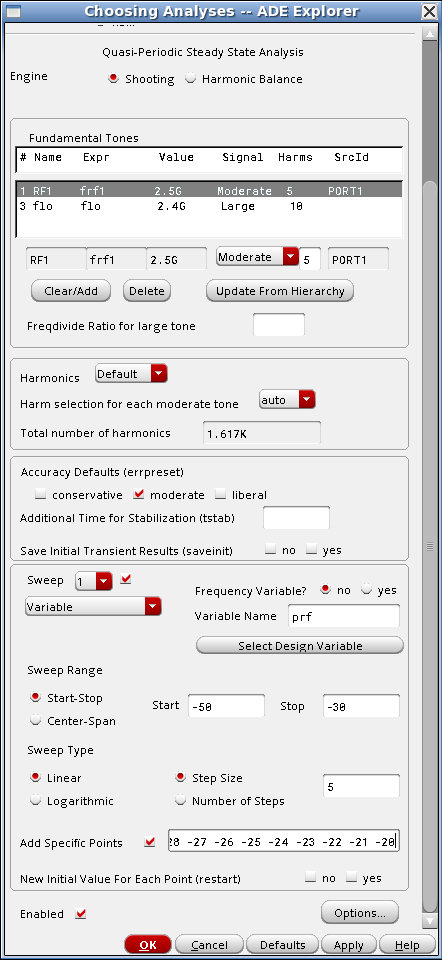 Choosing Analyses -- ADE Explorer
Quasi-Periodic Steady State Analysis
Engine
Shooting Harmonic Balance
Fundamental Tones
# Name Expr Value Signal Harms SrcId
1 RF1 frf1 2.5G Moderate 5 PORT1
3 flo flo 2.4G Large 10
RF1 frf1 2.5G Moderate 5 PORT1
Clear/Add Delete Update From Hierarchy
Freqdivide Ratio for large tone
Harmonics Default
Harm selection for each moderate tone auto
Total number of harmonics 1.617K
Accuracy Defaults (errpreset)
conservative moderate liberal
Additional Time for Stabilization (tstab)
Save Initial Transient Results (saveinit) no yes
Sweep 1
Frequency Variable? no yes
Variable
Variable Name prf
Select Design Variable
Sweep Range
Start-Stop Start -50 Stop -30
Center-Span
Sweep Type
Linear Step Size 5
Logarithmic Number of Steps
Add Specific Points 28 -27 -26 -25 -24 -23 -22 -21 -20
New Initial Value For Each Point (restart) no yes
Enabled Options...
OK Cancel Defaults Apply Help